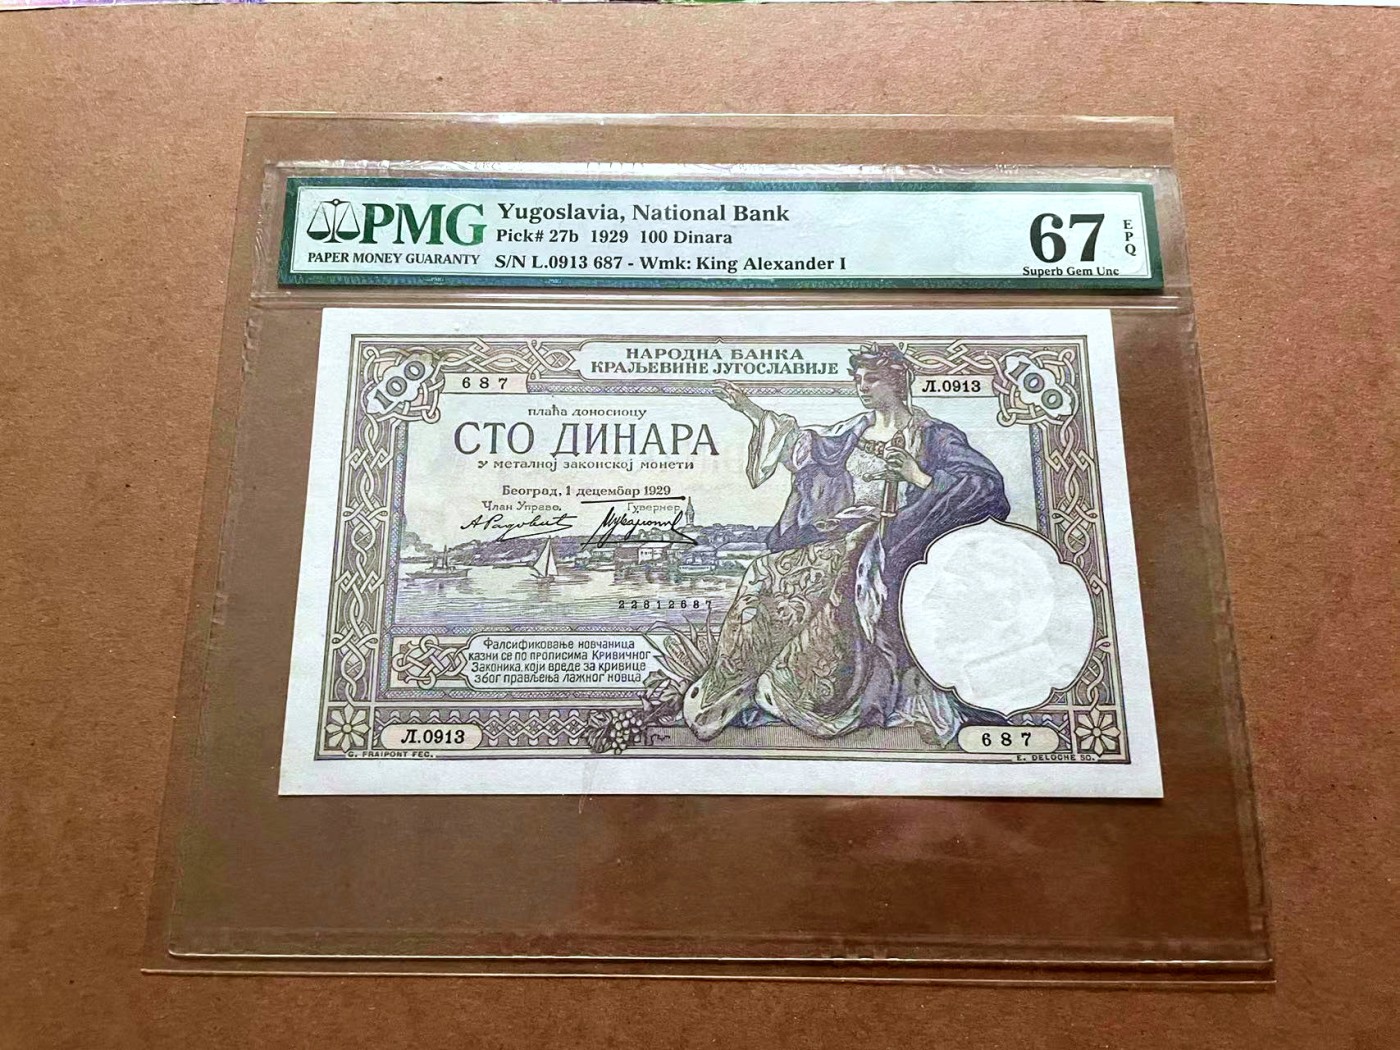 PMG
PAPER MONEY GUARANTY
Yugoslavia, National Bank
Pick# 27b 1929 100 Dinara
S/N L.0913 687 - Wmk: King Alexander I
67
EPQ
Superb Gem Unc
НАРОДНА БАНКА
КРАЉЕВИНЕ ЈУГОСЛАВИЈЕ
100
687
Л.0913
100
плаћа доносиоцу
СТО ДИНАРА
у металној законској монети
Београд, 1 децембар 1929
Члан Управе, Гувернер,
22812687
Фалсификовање новчаница
казни се по прописима Кривичног
Законика, који вреде за кривице
због прављења лажног новца
Л.0913
687
G. FRAIPONT FEC.
E. DELOCHE SC.